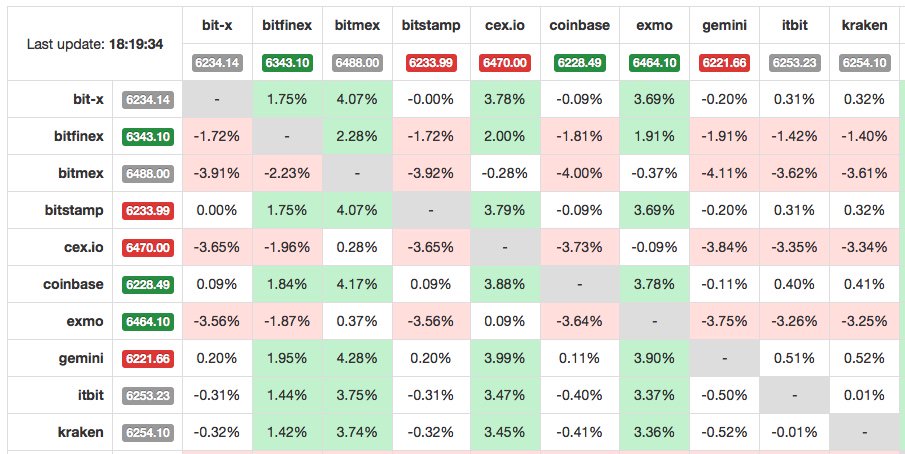 Last update: 18:19:34 bit-x bitfinex bitmex bitstamp cex.io coinbase exmo gemini itbit kraken
6234.14 6343.10 6488.00 6233.99 6470.00 6228.49 6464.10 6221.66 6253.23 6254.10
bit-x 6234.14 - 1.75% 4.07% -0.00% 3.78% -0.09% 3.69% -0.20% 0.31% 0.32%
bitfinex 6343.10 -1.72% - 2.28% -1.72% 2.00% -1.81% 1.91% -1.91% -1.42% -1.40%
bitmex 6488.00 -3.91% -2.23% - -3.92% -0.28% -4.00% -0.37% -4.11% -3.62% -3.61%
bitstamp 6233.99 0.00% 1.75% 4.07% - 3.79% -0.09% 3.69% -0.20% 0.31% 0.32%
cex.io 6470.00 -3.65% -1.96% 0.28% -3.65% - -3.73% -0.09% -3.84% -3.35% -3.34%
coinbase 6228.49 0.09% 1.84% 4.17% 0.09% 3.88% - 3.78% -0.11% 0.40% 0.41%
exmo 6464.10 -3.56% -1.87% 0.37% -3.56% 0.09% -3.64% - -3.75% -3.26% -3.25%
gemini 6221.66 0.20% 1.95% 4.28% 0.20% 3.99% 0.11% 3.90% - 0.51% 0.52%
itbit 6253.23 -0.31% 1.44% 3.75% -0.31% 3.47% -0.40% 3.37% -0.50% - 0.01%
kraken 6254.10 -0.32% 1.42% 3.74% -0.32% 3.45% -0.41% 3.36% -0.52% -0.01% -